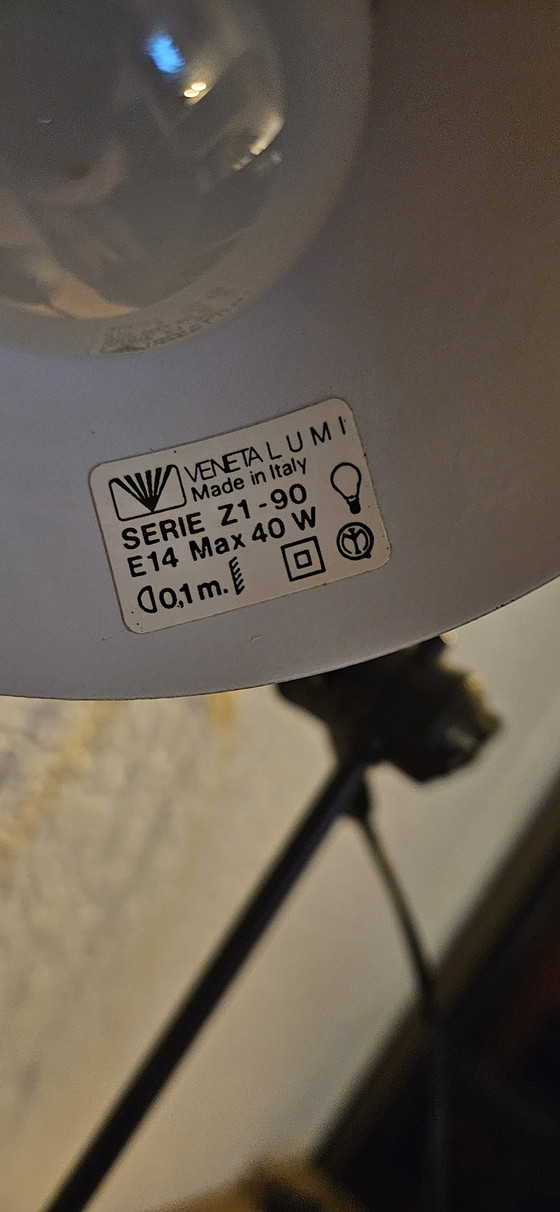 VENETA LUMI
Made in Italy
SERIE Z1-90
E14 Max 40 W
0,1 m.